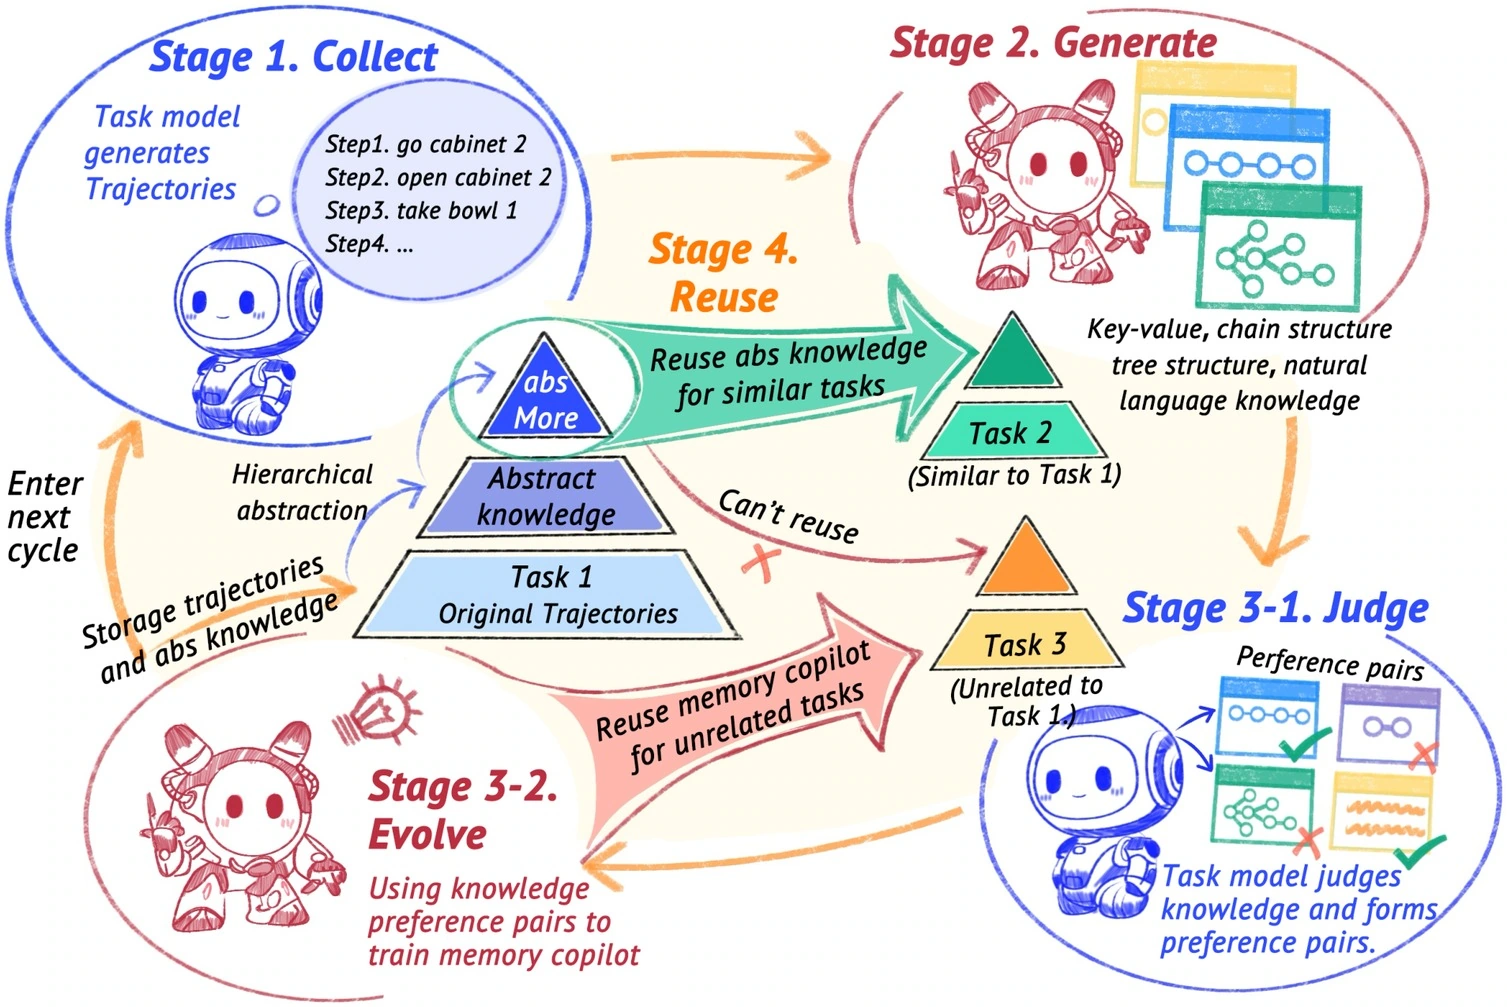 Stage 1. Collect
Task model
generates
Trajectories
Step1. go cabinet 2
Step2. open cabinet 2
Step3. take bowl 1
Step4. ...
Stage 2. Generate
Key-value, chain structure
tree structure, natural
language knowledge
Stage 4.
Reuse
Reuse abs knowledge
for similar tasks
abs
More
Abstract
knowledge
Task 1
Original Trajectories
Hierarchical
abstraction
Task 2
(Similar to Task 1)
Can't reuse
Task 3
(Unrelated to
Task 1.)
Enter
next
cycle
Storage trajectories
and abs knowledge
Reuse memory copilot
for unrelated tasks
Stage 3-1. Judge
Perference pairs
Task model judges
knowledge and forms
preference pairs.
Stage 3-2.
Evolve
Using knowledge
preference pairs to
train memory copilot